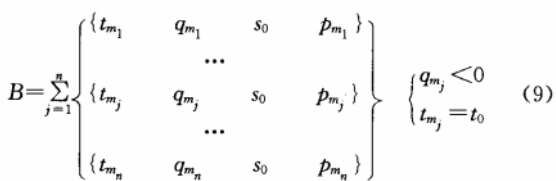 {t_{m_1} q_{m_1} s_0 p_{m_1}}
...
B=\sum_{j=1}^{n} {t_{m_j} q_{m_j} s_0 p_{m_j}} { q_{m_j}<0 t_{m_j}=t_0 (9)
...
{t_{m_n} q_{m_n} s_0 p_{m_n}}